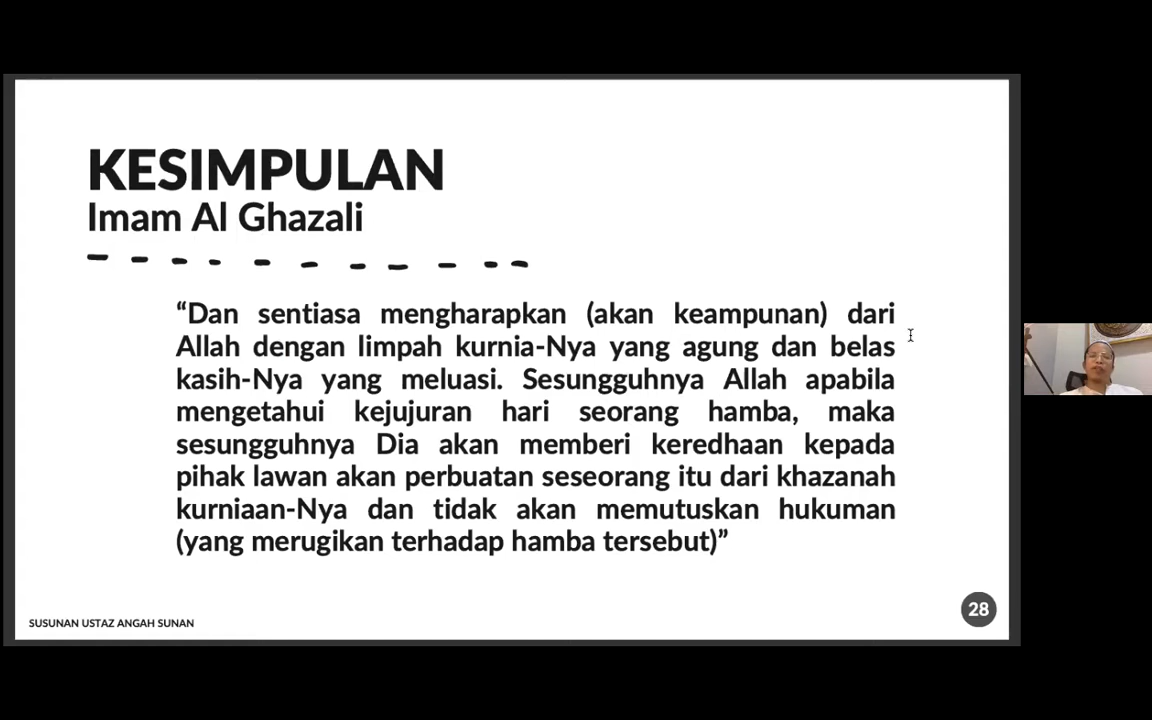 KESIMPULAN
Imam Al Ghazali
“Dan sentiasa mengharapkan (akan keampunan) dari
Allah dengan limpah kurnia-Nya yang agung dan belas
kasih-Nya yang meluasi. Sesungguhnya Allah apabila
mengetahui kejujuran hari seorang hamba, maka
sesungguhnya Dia akan memberi keredhaan kepada
pihak lawan akan perbuatan seseorang itu dari khazanah
kurniaan-Nya dan tidak akan memutuskan hukuman
(yang merugikan terhadap hamba tersebut)”
SUSUNAN USTAZ ANGAH SUNAN
28